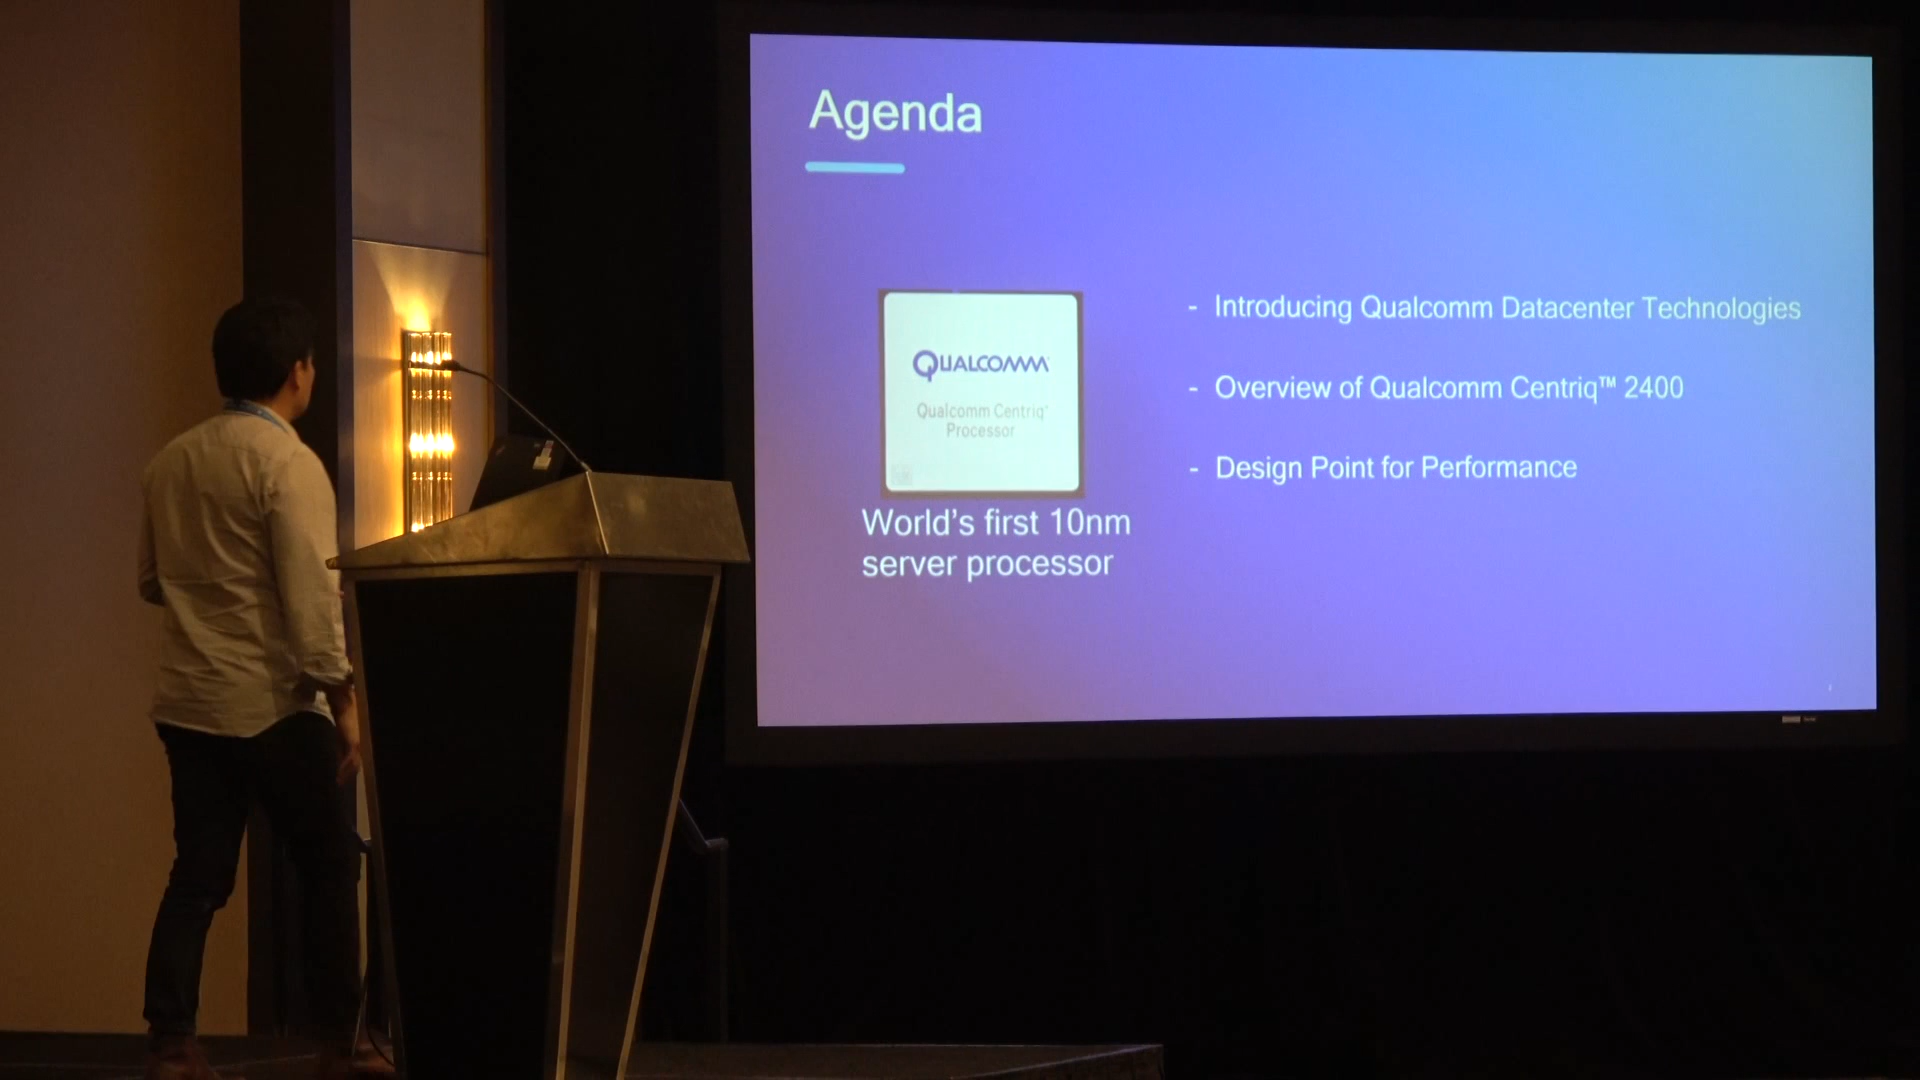 Agenda
QUALCOMM
Qualcomm Centriq
Processor
World's first 10nm
server processor
- Introducing Qualcomm Datacenter Technologies
- Overview of Qualcomm Centriq™ 2400
- Design Point for Performance